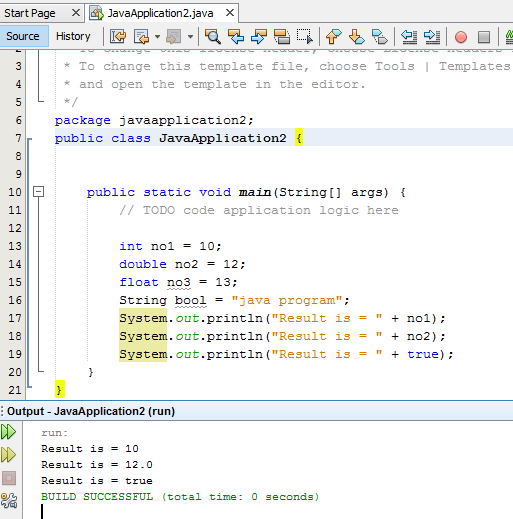 Start Page JavaApplication2.java
Source History
2
3 * To change this template file, choose Tools | Templates
4 * and open the template in the editor.
5 */
6 package javaapplication2;
7 public class JavaApplication2 {
8
9
10 public static void main(String[] args) {
11 // TODO code application logic here
12
13 int no1 = 10;
14 double no2 = 12;
15 float no3 = 13;
16 String bool = "java program";
17 System.out.println("Result is = " + no1);
18 System.out.println("Result is = " + no2);
19 System.out.println("Result is = " + true);
20 }
21 }
Output - JavaApplication2 (run)
run:
Result is = 10
Result is = 12.0
Result is = true
BUILD SUCCESSFUL (total time: 0 seconds)